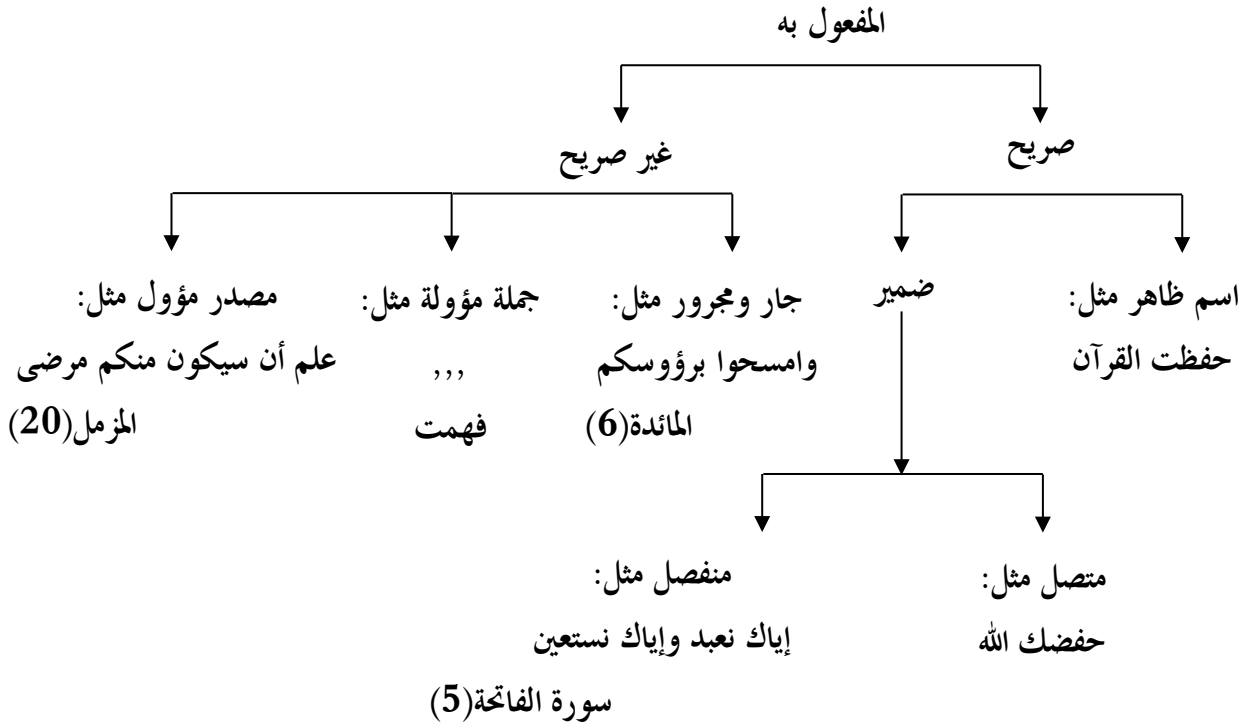 المفعول به
صريح
غير صريح
اسم ظاهر مثل:
حفظت القرآن
ضمير
جار ومجرور مثل:
وامسحوا برؤوسكم
المائدة(6)
جملة مؤولة مثل:
,,,
فهمت
مصدر مؤول مثل:
علم أن سيكون منكم مرضى
المزمل(20)
متصل مثل:
حفضك الله
منفصل مثل:
إياك نعبد وإياك نستعين
سورة الفاتحة(5)